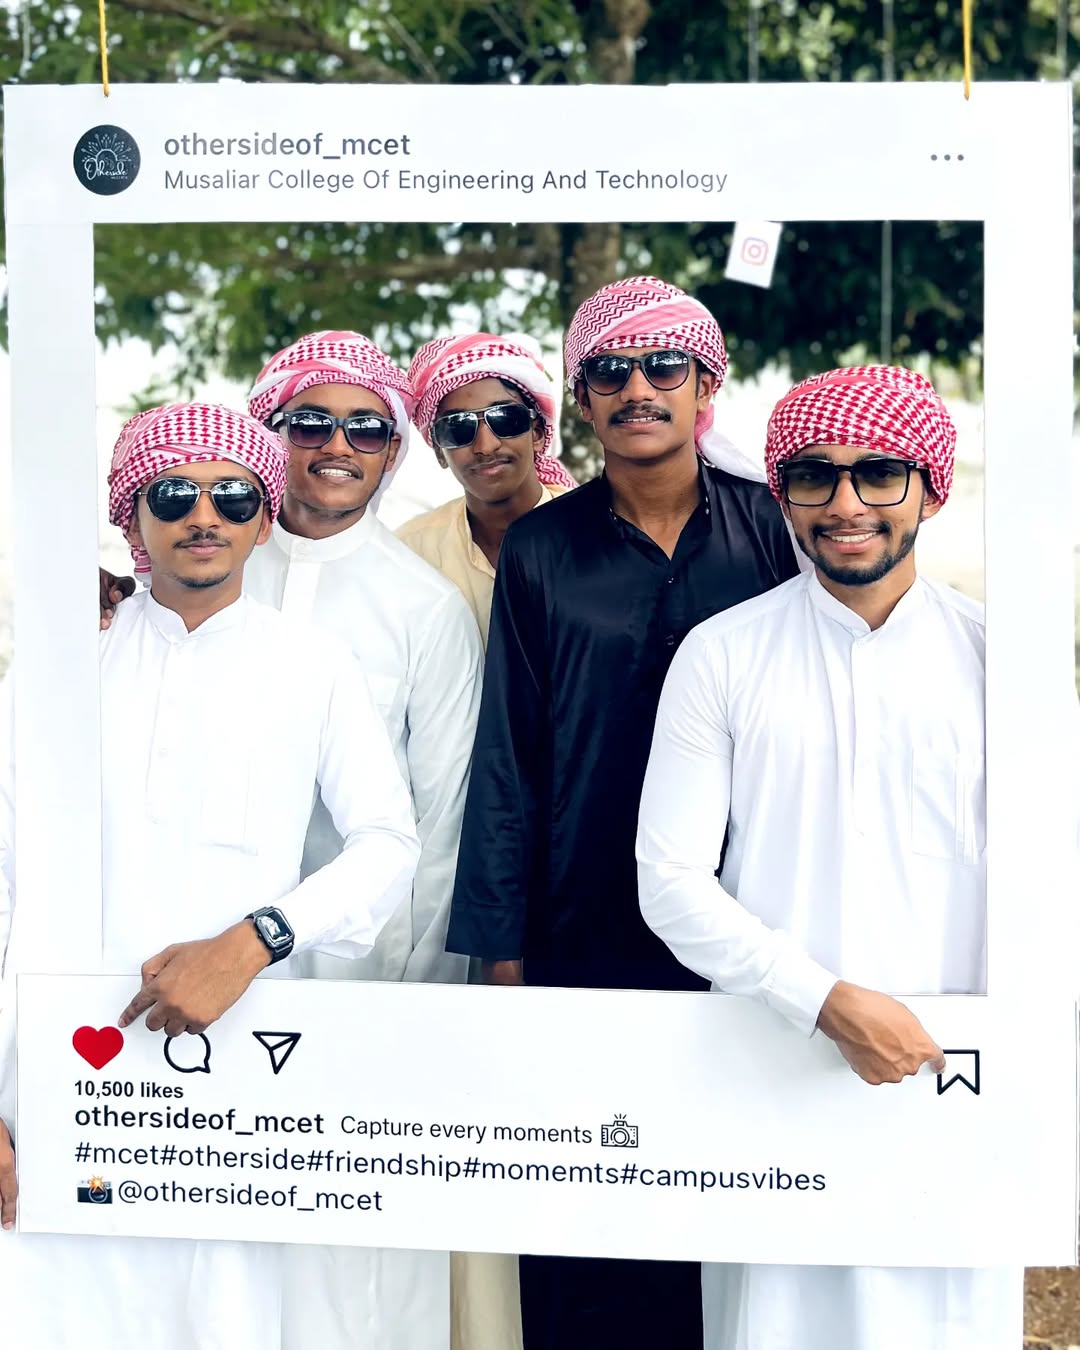 Otherside
othersideof_mcet
Musaliar College Of Engineering And Technology
10,500 likes
othersideof_mcet Capture every moments
#mcet#otherside#friendship#momemts#campusvibes
@othersideof_mcet